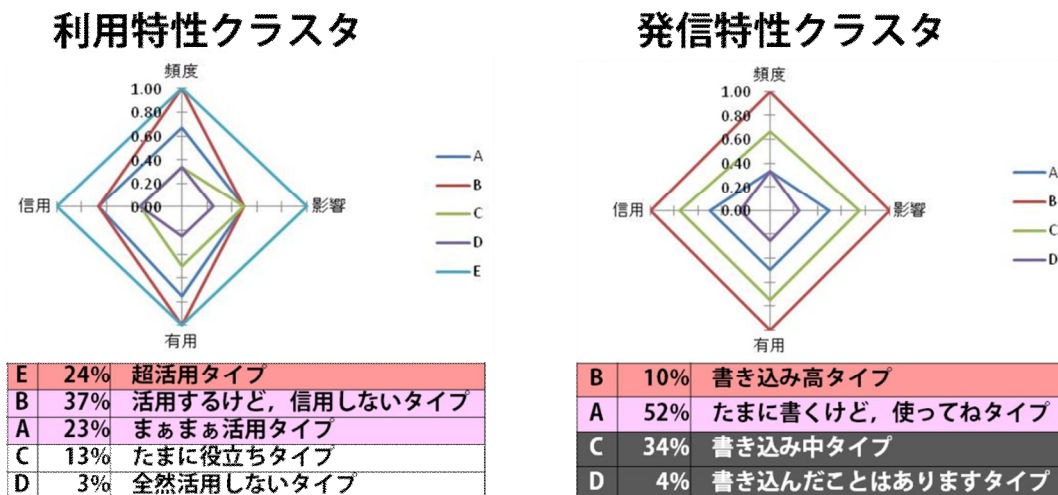 利用特性クラスタ
頻度
1.00
0.80
0.60
0.40
0.20
0.00
信用
影響
有用
A
B
C
D
E
E 24% 超活用タイプ
B 37% 活用するけど，信用しないタイプ
A 23% まぁまぁ活用タイプ
C 13% たまに役立ちタイプ
D 3% 全然活用しないタイプ
発信特性クラスタ
頻度
1.00
0.80
0.60
0.40
0.20
0.00
信用
影響
有用
A
B
C
D
B 10% 書き込み高タイプ
A 52% たまに書くけど，使ってねタイプ
C 34% 書き込み中タイプ
D 4% 書き込んだことはありますタイプ